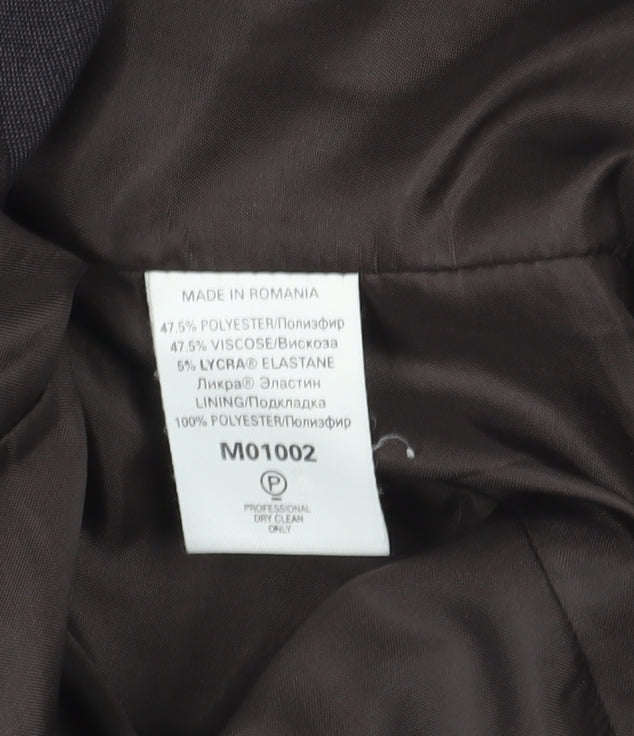 MADE IN ROMANIA
47.5% POLYESTER/Полиэфир
47.5% VISCOSE/Вискоза
5% LYCRA® ELASTANE
Ликра® Эластин
LINING/Подкладка
100% POLYESTER/Полиэфир
M01002
P
PROFESSIONAL
DRY CLEAN
ONLY